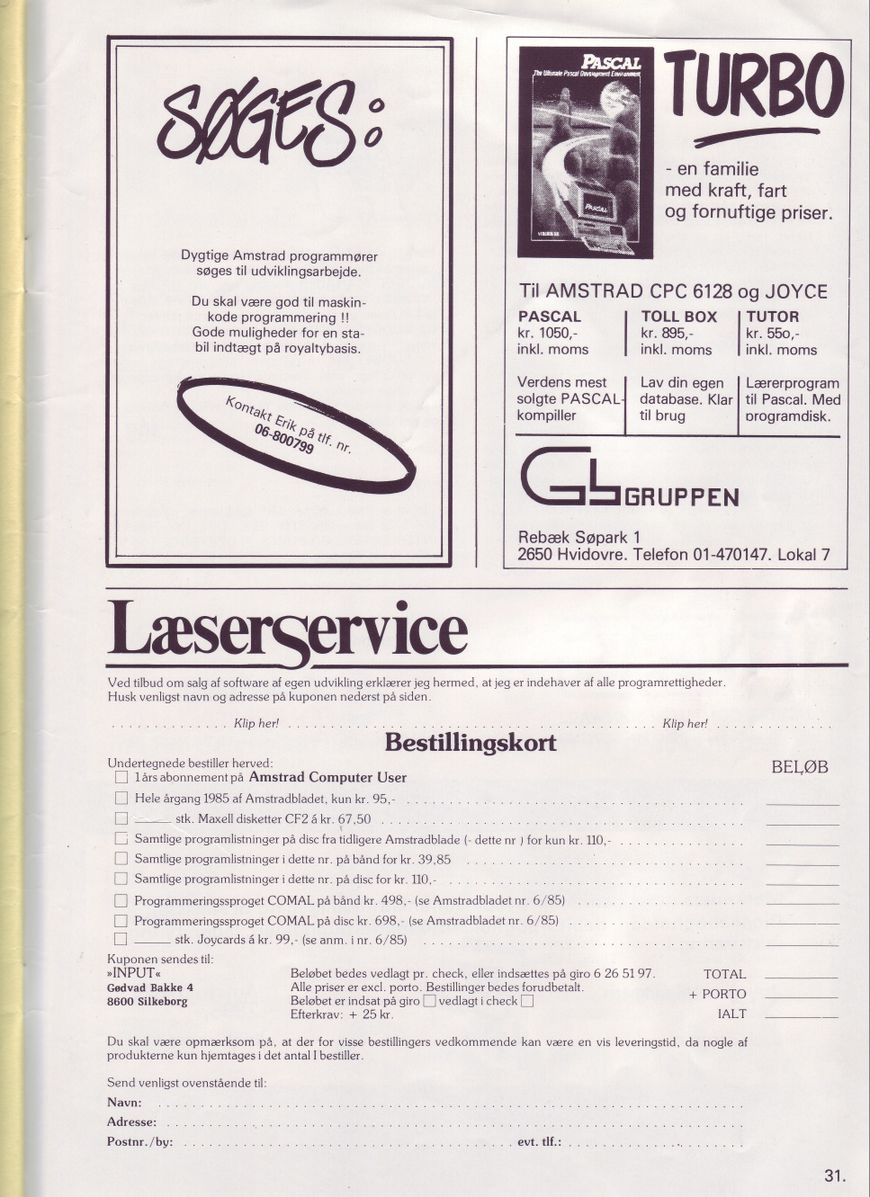 SØGES:
Dygtige Amstrad programmører
søges til udviklingsarbejde.
Du skal være god til maskin-
kode programmering !!
Gode muligheder for en sta-
bil indtægt på royaltybasis.
Kontakt Erik på tlf. nr.
06-800799
PASCAL
The Ultimate Pascal Development Environment
PASCAL
TURBO
- en familie
med kraft, fart
og fornuftige priser.
Til AMSTRAD CPC 6128 og JOYCE
PASCAL
kr. 1050,-
inkl. moms
Verdens mest
solgte PASCAL-
kompiller
TOLL BOX
kr. 895,-
inkl. moms
Lav din egen
database. Klar
til brug
TUTOR
kr. 55o,-
inkl. moms
Lærerprogram
til Pascal. Med
programdisk.
Gb GRUPPEN
Rebæk Søpark 1
2650 Hvidovre. Telefon 01-470147. Lokal 7
Læserservice
Ved tilbud om salg af software af egen udvikling erklærer jeg hermed, at jeg er indehaver af alle programrettigheder.
Husk venligst navn og adresse på kuponen nederst på siden.
. . . . . . . . . . . . . Klip her! . . . . . . . . . . . . . . . . . . . . . . . . . . . . . . . . . . . . . . . . Klip her! . . . . . . . . . . . . .
Bestillingskort
Undertegnede bestiller herved:
BELØB
1 års abonnement på Amstrad Computer User
Hele årgang 1985 af Amstradbladet, kun kr. 95,- . . . . . . . . . . . . . . . . . . . . . . . . . . . . . . . . . . . .
_____ stk. Maxell disketter CF2 á kr. 67,50 . . . . . . . . . . . . . . . . . . . . . . . . . . . . . . . . . . . . . .
Samtlige programlistninger på disc fra tidligere Amstradblade (- dette nr ) for kun kr. 110,- . . . . . . . . . . . . .
Samtlige programlistninger i dette nr. på bånd for kr. 39,85 . . . . . . . . . . . . . . . . . . . . . . . . . . . . .
Samtlige programlistninger i dette nr. på disc for kr. 110,- . . . . . . . . . . . . . . . . . . . . . . . . . . . . . .
Programmeringssproget COMAL på bånd kr. 498,- (se Amstradbladet nr. 6/85) . . . . . . . . . . . . . . . . . .
Programmeringssproget COMAL på disc kr. 698,- (se Amstradbladet nr. 6/85) . . . . . . . . . . . . . . . . . . .
_____ stk. Joycards á kr. 99,- (se anm. i nr. 6/85) . . . . . . . . . . . . . . . . . . . . . . . . . . . . . . . . . .
Kuponen sendes til:
»INPUT«
Gødvad Bakke 4
8600 Silkeborg
Beløbet bedes vedlagt pr. check, eller indsættes på giro 6 26 51 97.
Alle priser er excl. porto. Bestillinger bedes forudbetalt.
Beløbet er indsat på giro vedlagt i check
Efterkrav: + 25 kr.
TOTAL
+ PORTO
IALT
Du skal være opmærksom på, at der for visse bestillingers vedkommende kan være en vis leveringstid, da nogle af
produkterne kun hjemtages i det antal I bestiller.
Send venligst ovenstående til:
Navn: . . . . . . . . . . . . . . . . . . . . . . . . . . . . . . . . . . . . . . . . . . . . . . . . . . . . . . . . . . . .
Adresse: . . . . . . . . . . . . . . . . . . . . . . . . . . . . . . . . . . . . . . . . . . . . . . . . . . . . . . . . . .
Postnr./by: . . . . . . . . . . . . . . . . . . . . . . . . . . . . . . . . . evt. tlf.: . . . . . . . . . . . . . . . . . .
31.